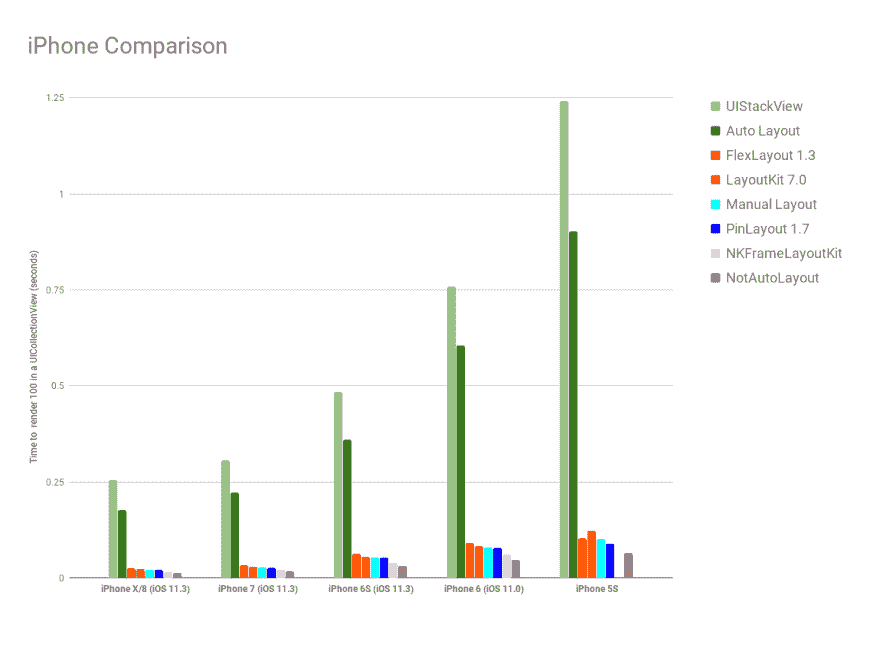 iPhone Comparison
1.25
1
0.75
0.5
0.25
0
Time to render 100 in a UICollectionView (seconds)
iPhone X/8 (iOS 11.3)
iPhone 7 (iOS 11.3)
iPhone 6S (iOS 11.3)
iPhone 6 (iOS 11.0)
iPhone 5S
UIStackView
Auto Layout
FlexLayout 1.3
LayoutKit 7.0
Manual Layout
PinLayout 1.7
NKFrameLayoutKit
NotAutoLayout